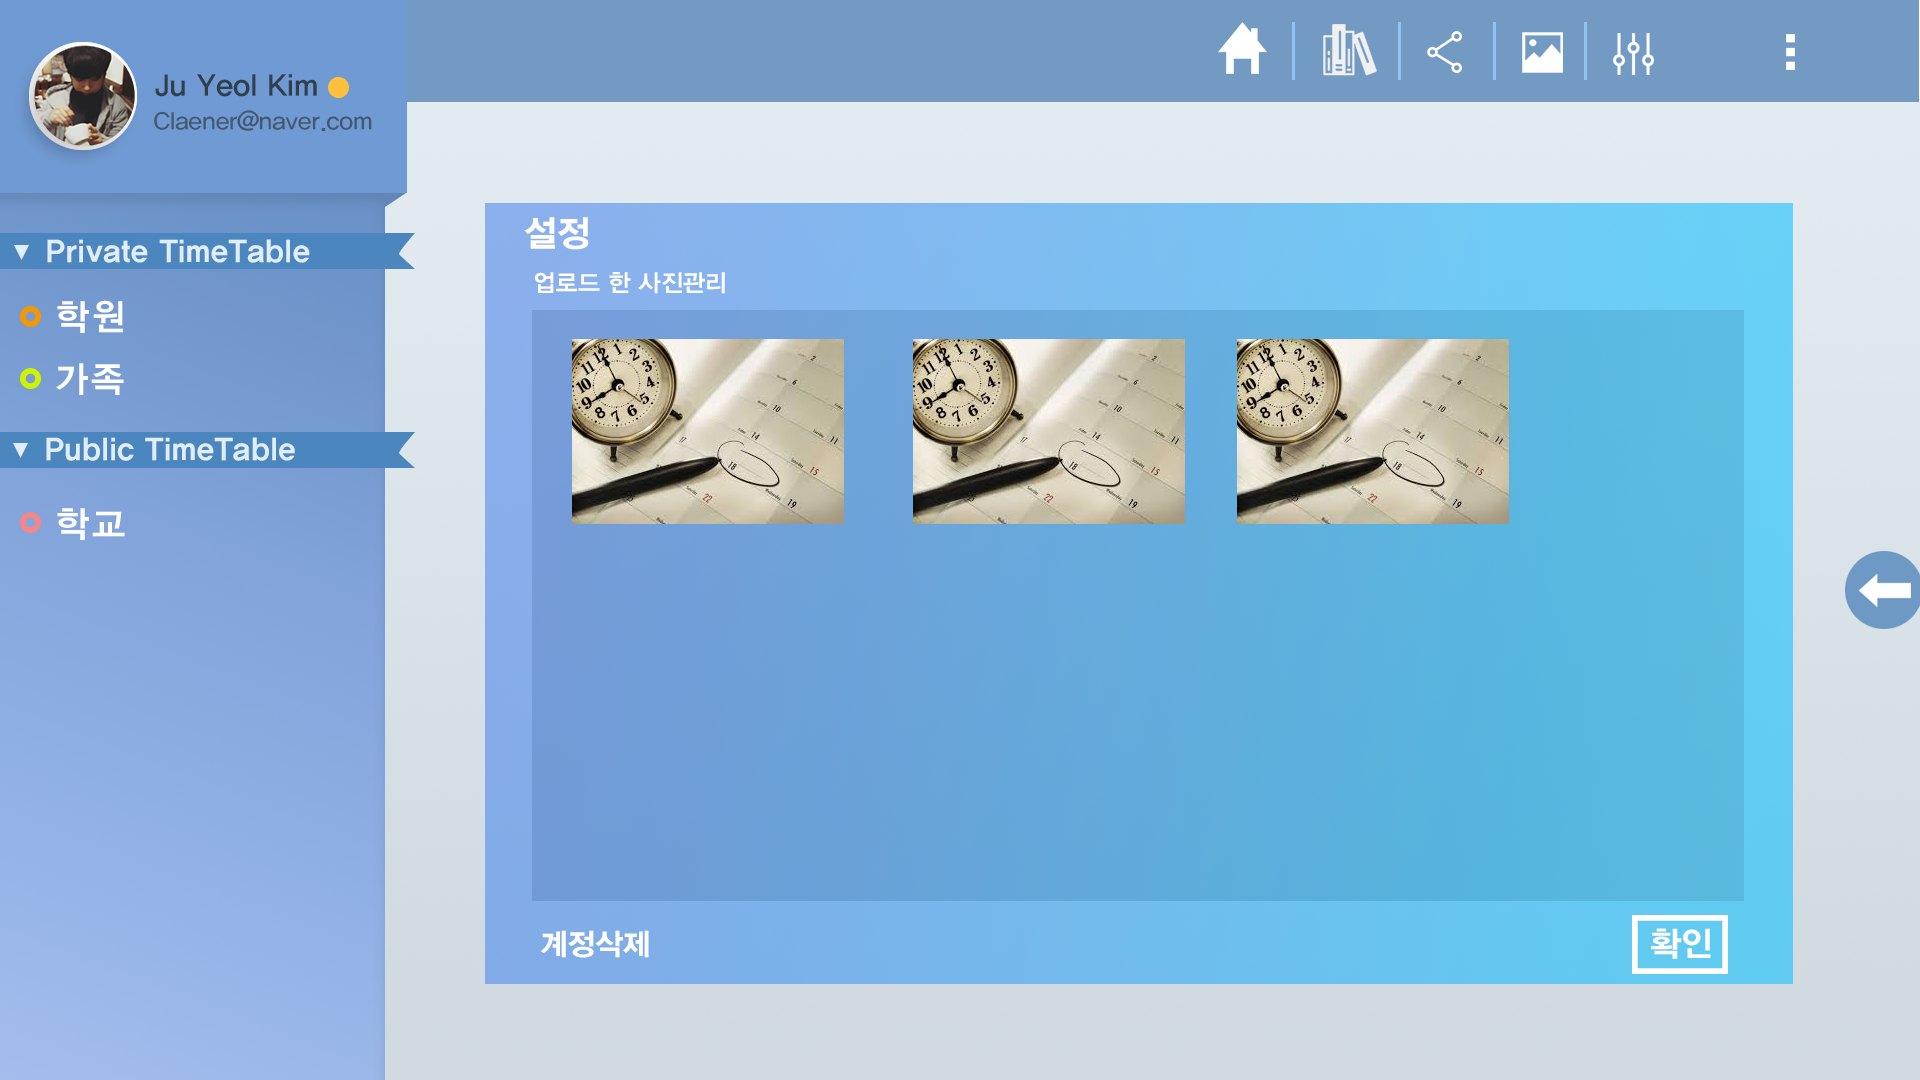 Ju Yeol Kim
Claener@naver.com
▼ Private TimeTable
학원
가족
▼ Public TimeTable
학교
설정
업로드 한 사진관리
계정삭제
확인